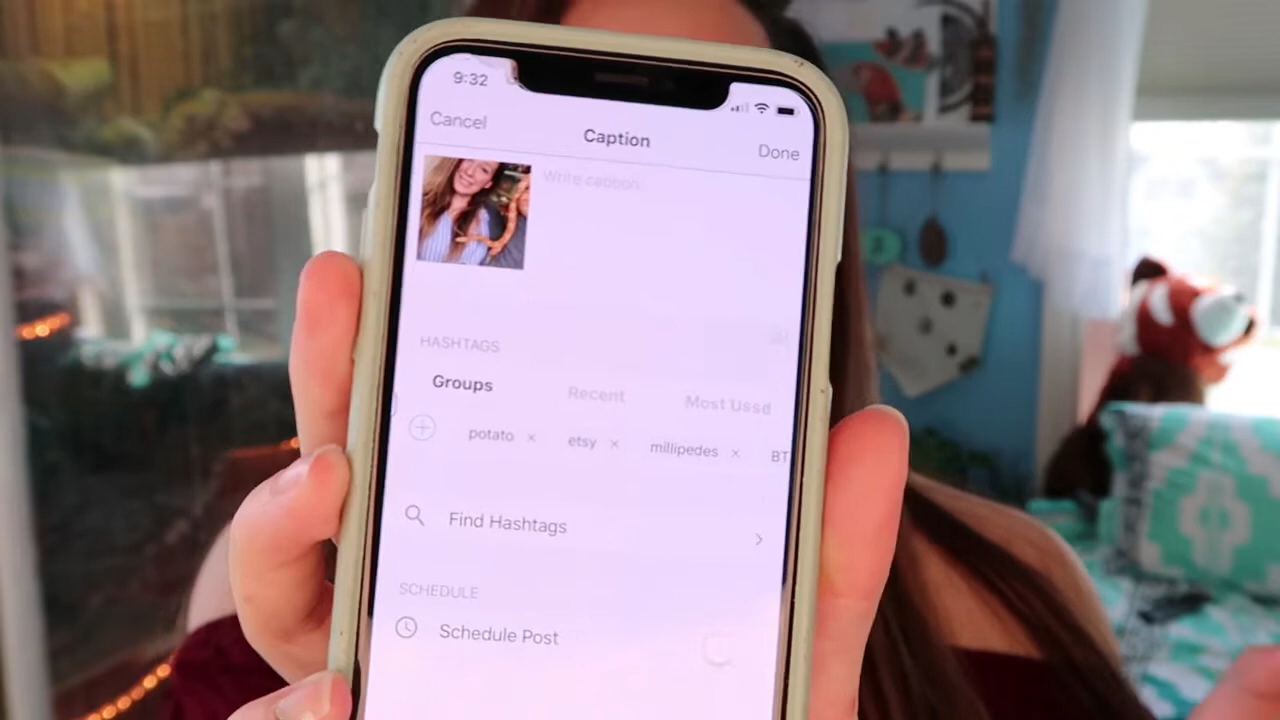 9:32
Cancel Caption Done
Write caption...
HASHTAGS
Groups Recent Most Used
potato × etsy × millipedes × BT
Find Hashtags
SCHEDULE
Schedule Post